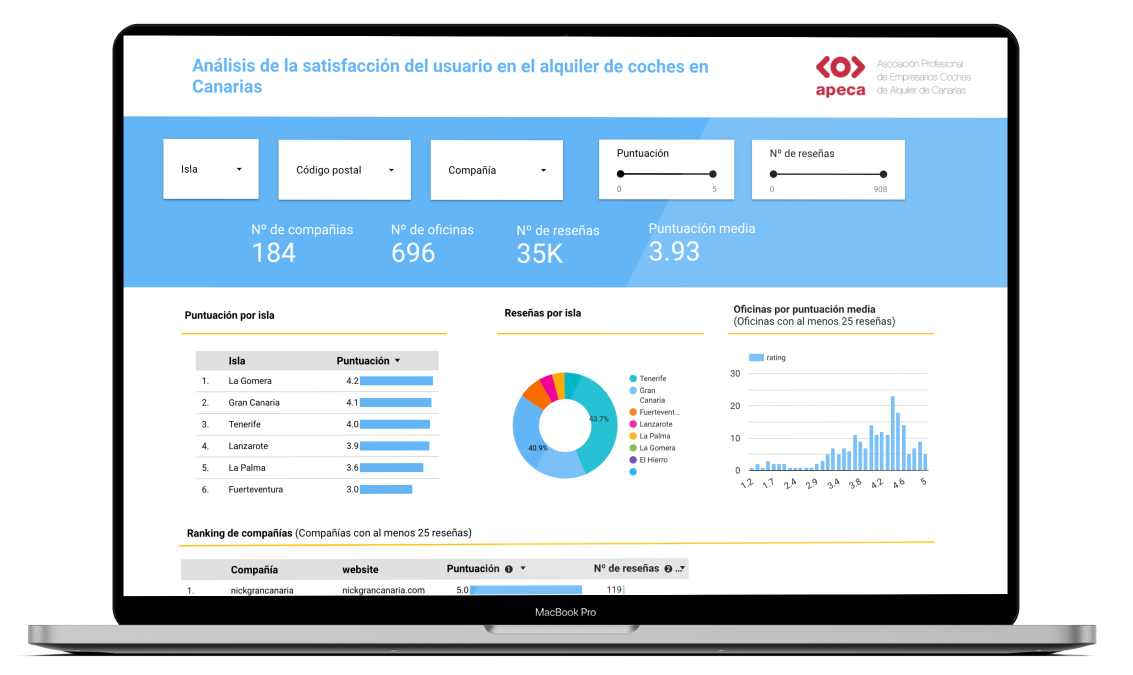 Análisis de la satisfacción del usuario en el alquiler de coches en
Canarias
apeca
Asociación Profesional
de Empresarios Coches
de Alquiler de Canarias
Isla
Código postal
Compañía
Puntuación
0 5
Nº de reseñas
0 908
Nº de compañias
184
Nº de oficinas
696
Nº de reseñas
35K
Puntuación media
3.93
Puntuación por isla
Isla Puntuación
1. La Gomera 4.2
2. Gran Canaria 4.1
3. Tenerife 4.0
4. Lanzarote 3.9
5. La Palma 3.6
6. Fuerteventura 3.0
Reseñas por isla
43.7%
40.9%
Tenerife
Gran
Canaria
Fuertevent...
Lanzarote
La Palma
La Gomera
El Hierro
Oficinas por puntuación media
(Oficinas con al menos 25 reseñas)
rating
30
20
10
0
1.2 1.7 2.4 2.9 3.4 3.8 4.2 4.6 5
Ranking de compañías (Compañías con al menos 25 reseñas)
Compañía website Puntuación 1 Nº de reseñas 2 ...
1. nickgrancanaria nickgrancanaria.com 5.0 119
MacBook Pro